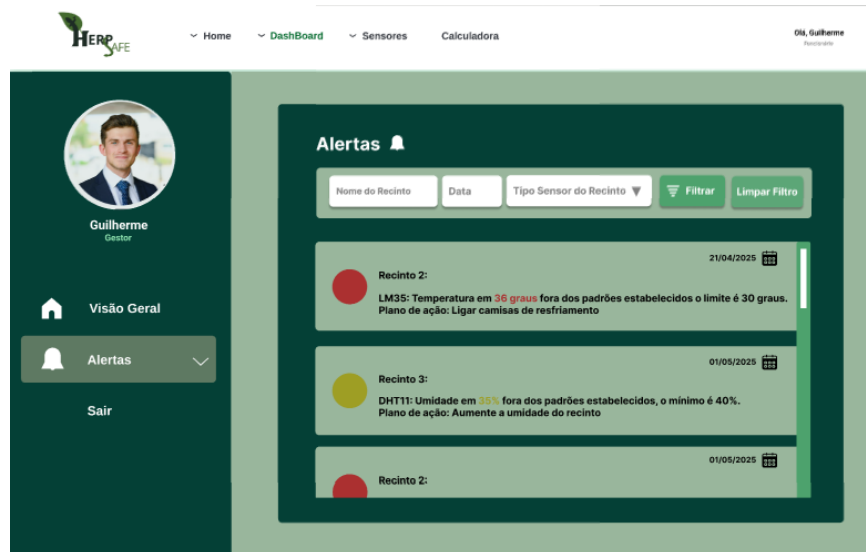 HERP
SAFE
Home
DashBoard
Sensores
Calculadora
Olá, Guilherme
Funcionário
Guilherme
Gestor
Visão Geral
Alertas
Sair
Alertas
Nome do Recinto
Data
Tipo Sensor do Recinto
Filtrar
Limpar Filtro
21/04/2025
Recinto 2:
LM35: Temperatura em 36 graus fora dos padrões estabelecidos o limite é 30 graus.
Plano de ação: Ligar camisas de resfriamento
01/05/2025
Recinto 3:
DHT11: Umidade em 35% fora dos padrões estabelecidos, o mínimo é 40%.
Plano de ação: Aumente a umidade do recinto
01/05/2025
Recinto 2: